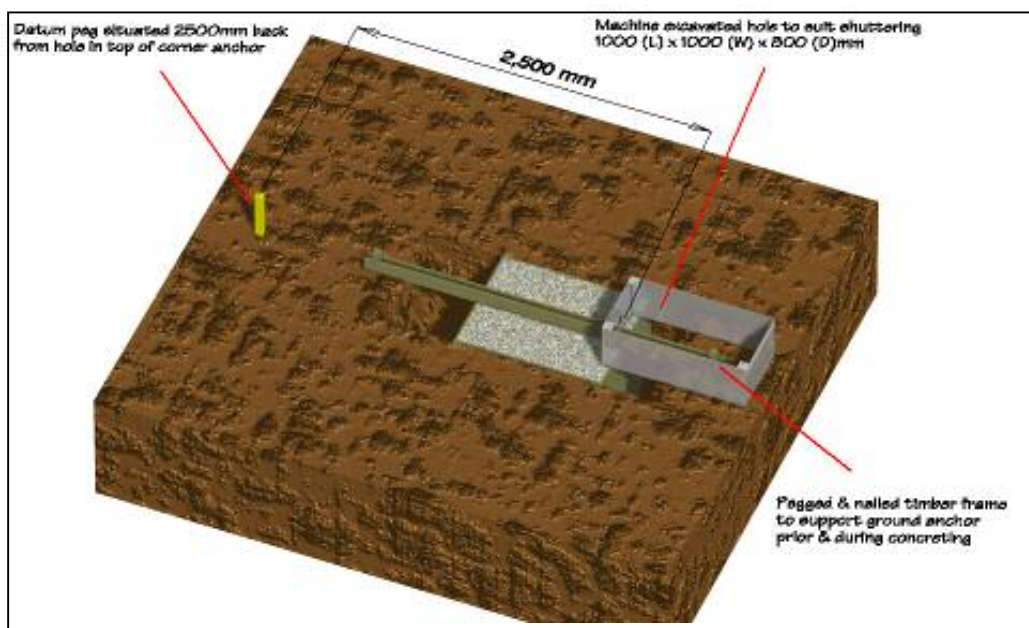 Datum peg situated 2500mm back
from hole in top of corner anchor
Machine excavated hole to suit shuttering
1000 (L) x 1000 (W) x 800 (D)mm
2,500 mm
Pegged & nailed timber frame
to support ground anchor
prior & during concreting